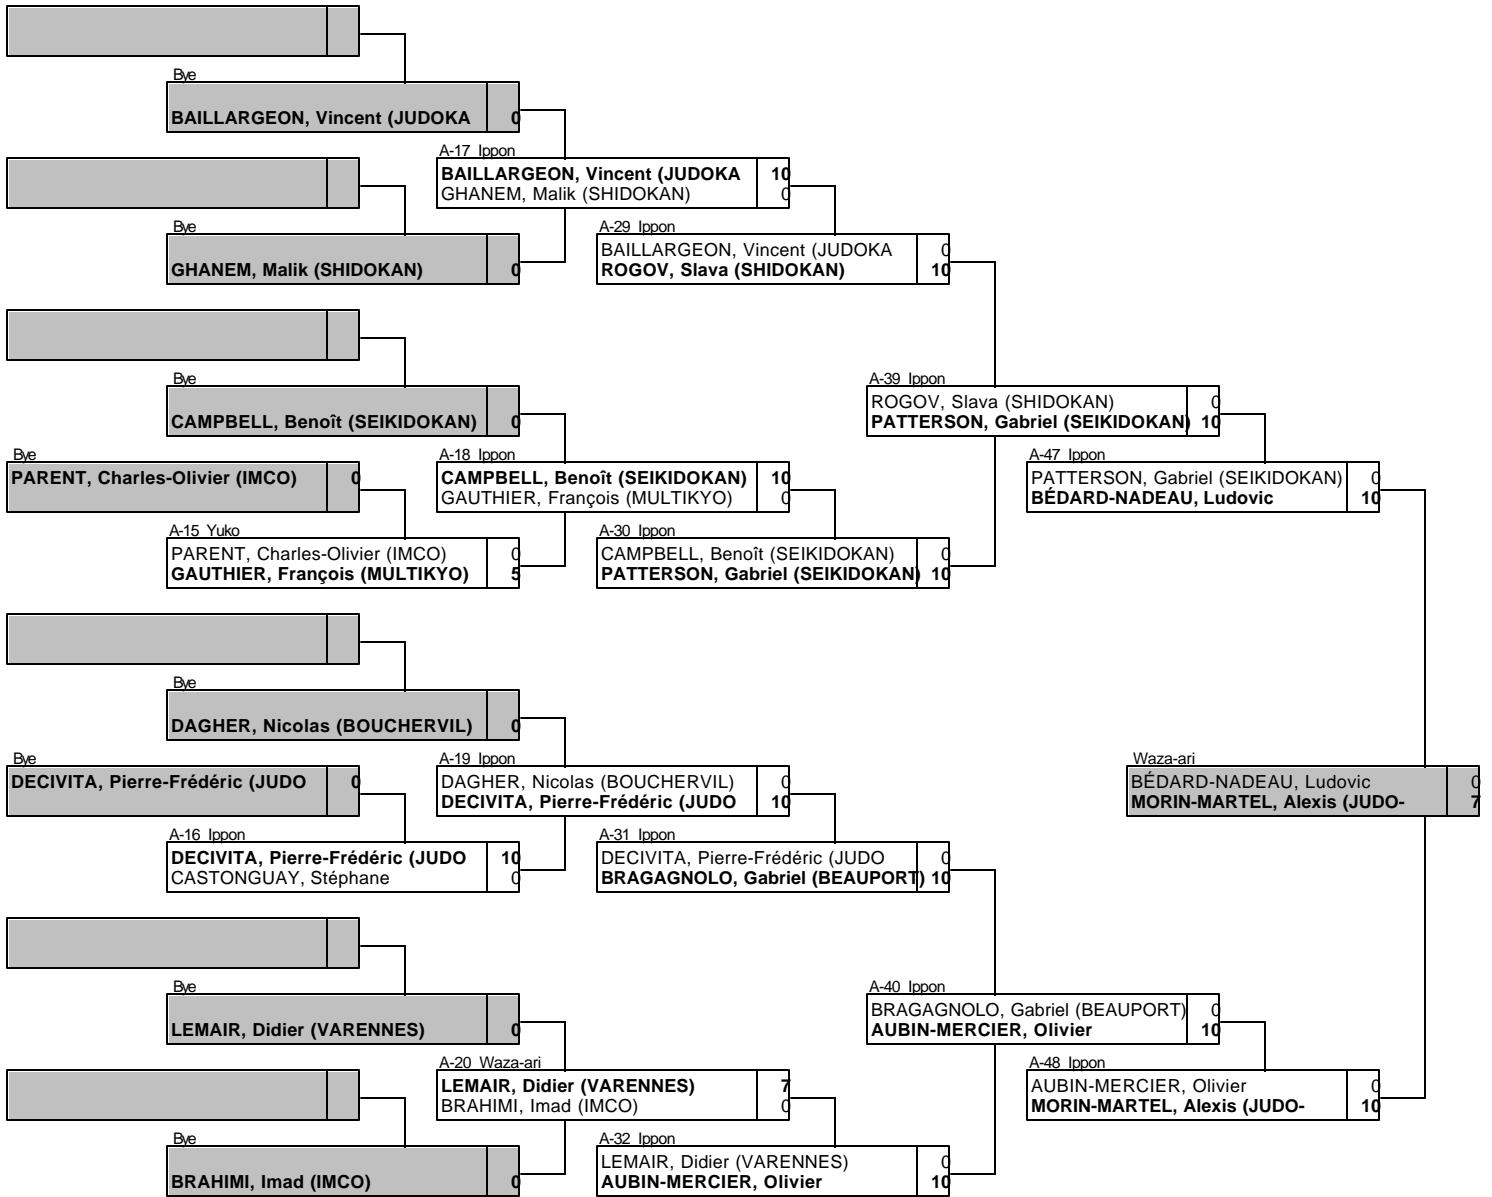 Bye
BAILLARGEON, Vincent (JUDOKA 0
A-17 Ippon
BAILLARGEON, Vincent (JUDOKA 10
GHANEM, Malik (SHIDOKAN) 0
Bye
GHANEM, Malik (SHIDOKAN) 0
A-29 Ippon
BAILLARGEON, Vincent (JUDOKA 0
ROGOV, Slava (SHIDOKAN) 10
Bye
CAMPBELL, Benoît (SEIKIDOKAN) 0
A-39 Ippon
ROGOV, Slava (SHIDOKAN) 0
PATTERSON, Gabriel (SEIKIDOKAN) 10
Bye
PARENT, Charles-Olivier (IMCO) 0
A-18 Ippon
CAMPBELL, Benoît (SEIKIDOKAN) 10
GAUTHIER, François (MULTIKYO) 0
A-47 Ippon
PATTERSON, Gabriel (SEIKIDOKAN) 0
BÉDARD-NADEAU, Ludovic 10
A-15 Yuko
PARENT, Charles-Olivier (IMCO) 0
GAUTHIER, François (MULTIKYO) 5
A-30 Ippon
CAMPBELL, Benoît (SEIKIDOKAN) 0
PATTERSON, Gabriel (SEIKIDOKAN) 10
Bye
DAGHER, Nicolas (BOUCHERVIL) 0
Bye
DECIVITA, Pierre-Frédéric (JUDO 0
A-19 Ippon
DAGHER, Nicolas (BOUCHERVIL) 0
DECIVITA, Pierre-Frédéric (JUDO 10
Waza-ari
BÉDARD-NADEAU, Ludovic 0
MORIN-MARTEL, Alexis (JUDO- 7
A-16 Ippon
DECIVITA, Pierre-Frédéric (JUDO 10
CASTONGUAY, Stéphane 0
A-31 Ippon
DECIVITA, Pierre-Frédéric (JUDO 0
BRAGAGNOLO, Gabriel (BEAUPORT) 10
Bye
LEMAIR, Didier (VARENNES) 0
A-40 Ippon
BRAGAGNOLO, Gabriel (BEAUPORT) 0
AUBIN-MERCIER, Olivier 10
A-20 Waza-ari
LEMAIR, Didier (VARENNES) 7
BRAHIMI, Imad (IMCO) 0
A-48 Ippon
AUBIN-MERCIER, Olivier 0
MORIN-MARTEL, Alexis (JUDO- 10
Bye
BRAHIMI, Imad (IMCO) 0
A-32 Ippon
LEMAIR, Didier (VARENNES) 0
AUBIN-MERCIER, Olivier 10